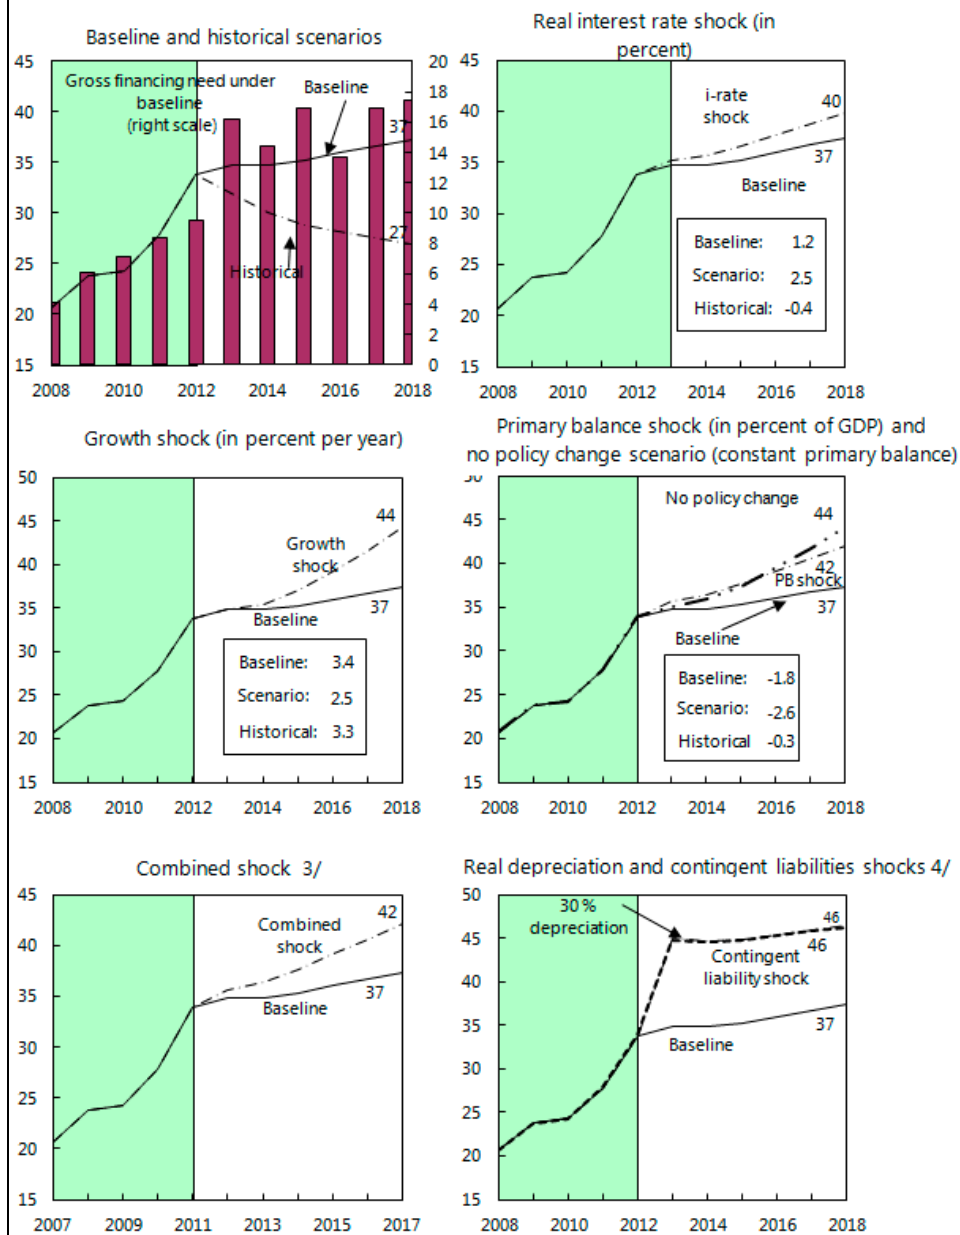 Baseline and historical scenarios
45
40
35
30
25
20
15
20
18
16
14
12
10
8
6
4
2
0
Gross financing need under
baseline
(right scale)
Baseline
37
27
Historical
2008 2010 2012 2014 2016 2018
Real interest rate shock (in
percent)
45
40
35
30
25
20
15
i-rate
shock
40
37
Baseline
Baseline: 1.2
Scenario: 2.5
Historical: -0.4
2008 2010 2012 2014 2016 2018
Growth shock (in percent per year)
50
45
40
35
30
25
20
15
44
Growth
shock
37
Baseline
Baseline: 3.4
Scenario: 2.5
Historical: 3.3
2008 2010 2012 2014 2016 2018
Primary balance shock (in percent of GDP) and
no policy change scenario (constant primary balance)
50
45
40
35
30
25
20
15
No policy change
44
42
PB shock
37
Baseline
Baseline: -1.8
Scenario: -2.6
Historical -0.3
2008 2010 2012 2014 2016 2018
Combined shock 3/
45
40
35
30
25
20
15
42
Combined
shock
37
Baseline
2007 2009 2011 2013 2015 2017
Real depreciation and contingent liabilities shocks 4/
50
45
40
35
30
25
20
15
30 %
depreciation
46
46
Contingent
liability shock
37
Baseline
2008 2010 2012 2014 2016 2018